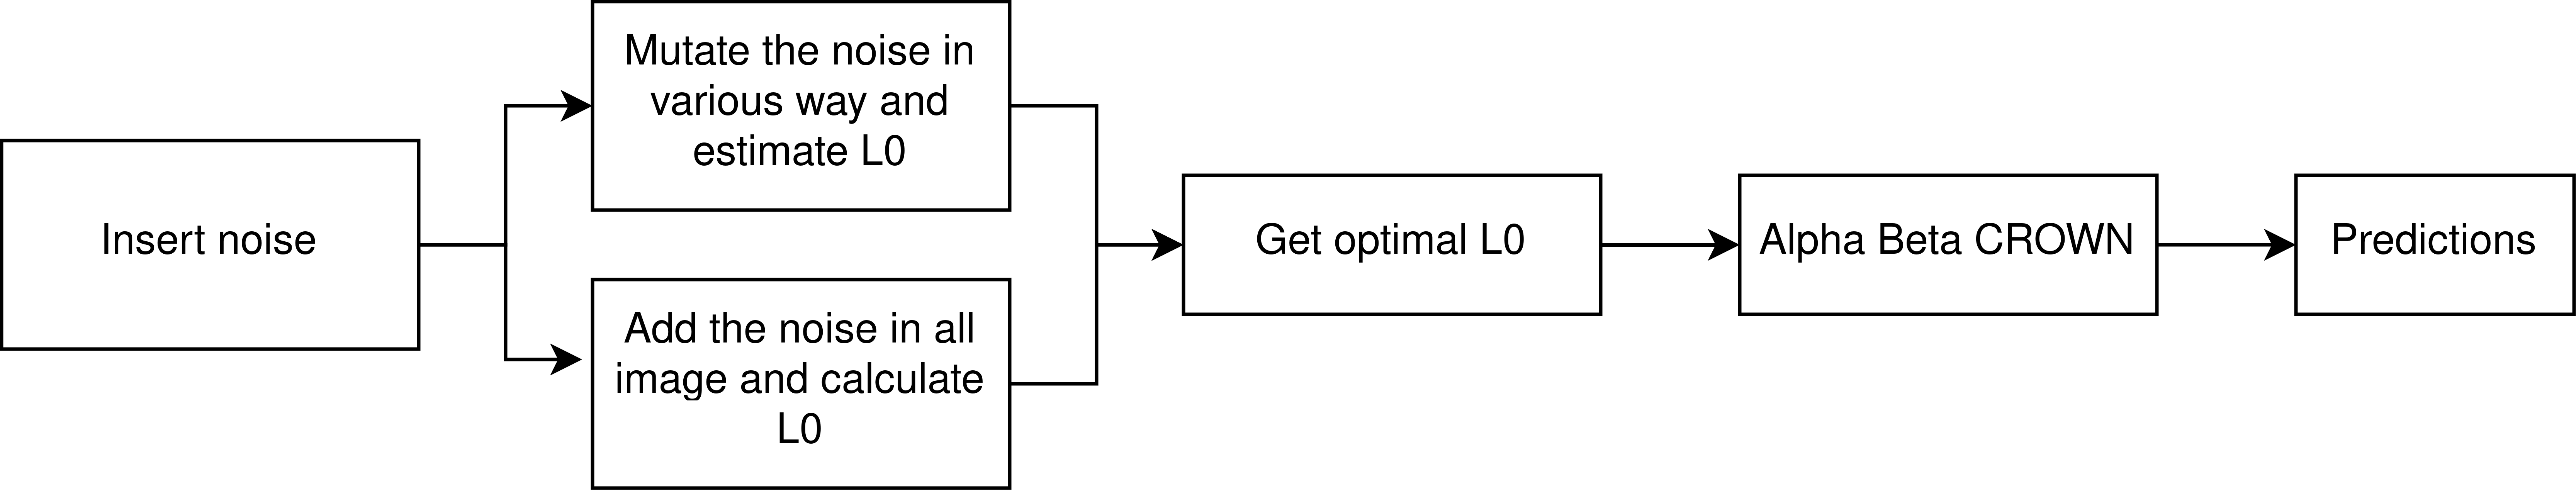 Insert noise
Mutate the noise in
various way and
estimate L0
Add the noise in all
image and calculate
L0
Get optimal L0
Alpha Beta CROWN
Predictions